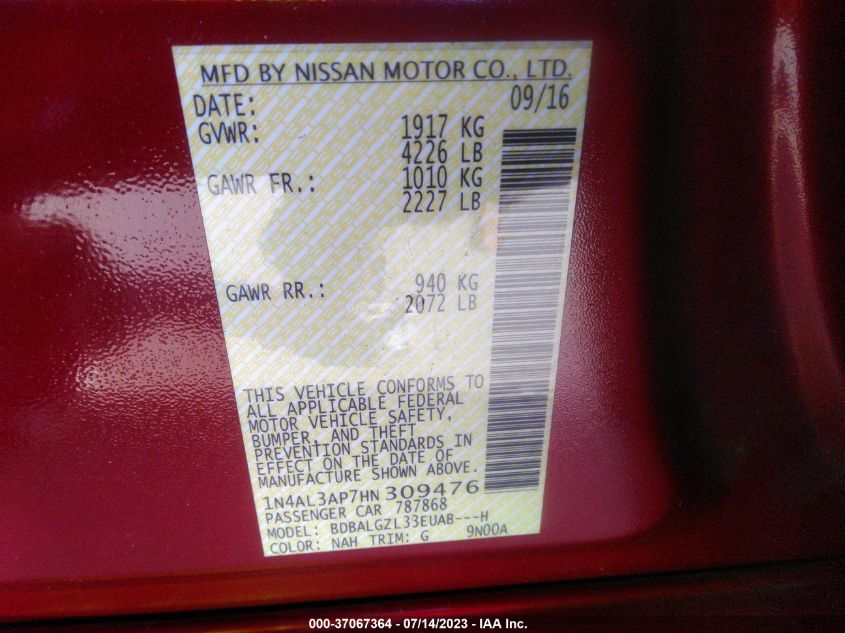 MFD BY NISSAN MOTOR CO., LTD.
DATE: 09/16
GVWR: 1917 KG
4226 LB
GAWR FR.: 1010 KG
2227 LB
GAWR RR.: 940 KG
2072 LB
THIS VEHICLE CONFORMS TO
ALL APPLICABLE FEDERAL
MOTOR VEHICLE SAFETY,
BUMPER, AND THEFT
PREVENTION STANDARDS IN
EFFECT ON THE DATE OF
MANUFACTURE SHOWN ABOVE.
1N4AL3AP7HN309476
PASSENGER CAR 787868
MODEL: BDBALGZL33EUAB---H
COLOR: NAH TRIM: G 9N00A
000-37067364 - 07/14/2023 - IAA Inc.